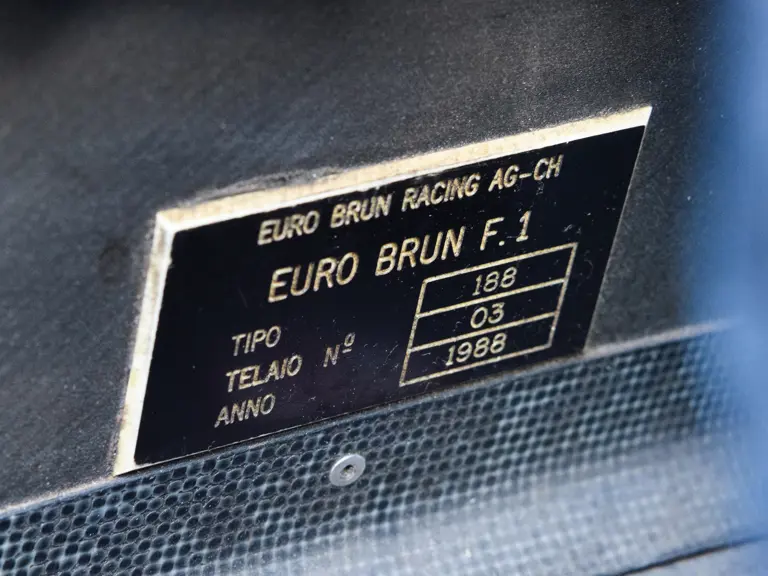 EURO BRUN RACING AG-CH
EURO BRUN F.1
TIPO 188
TELAIO Nº 03
ANNO 1988